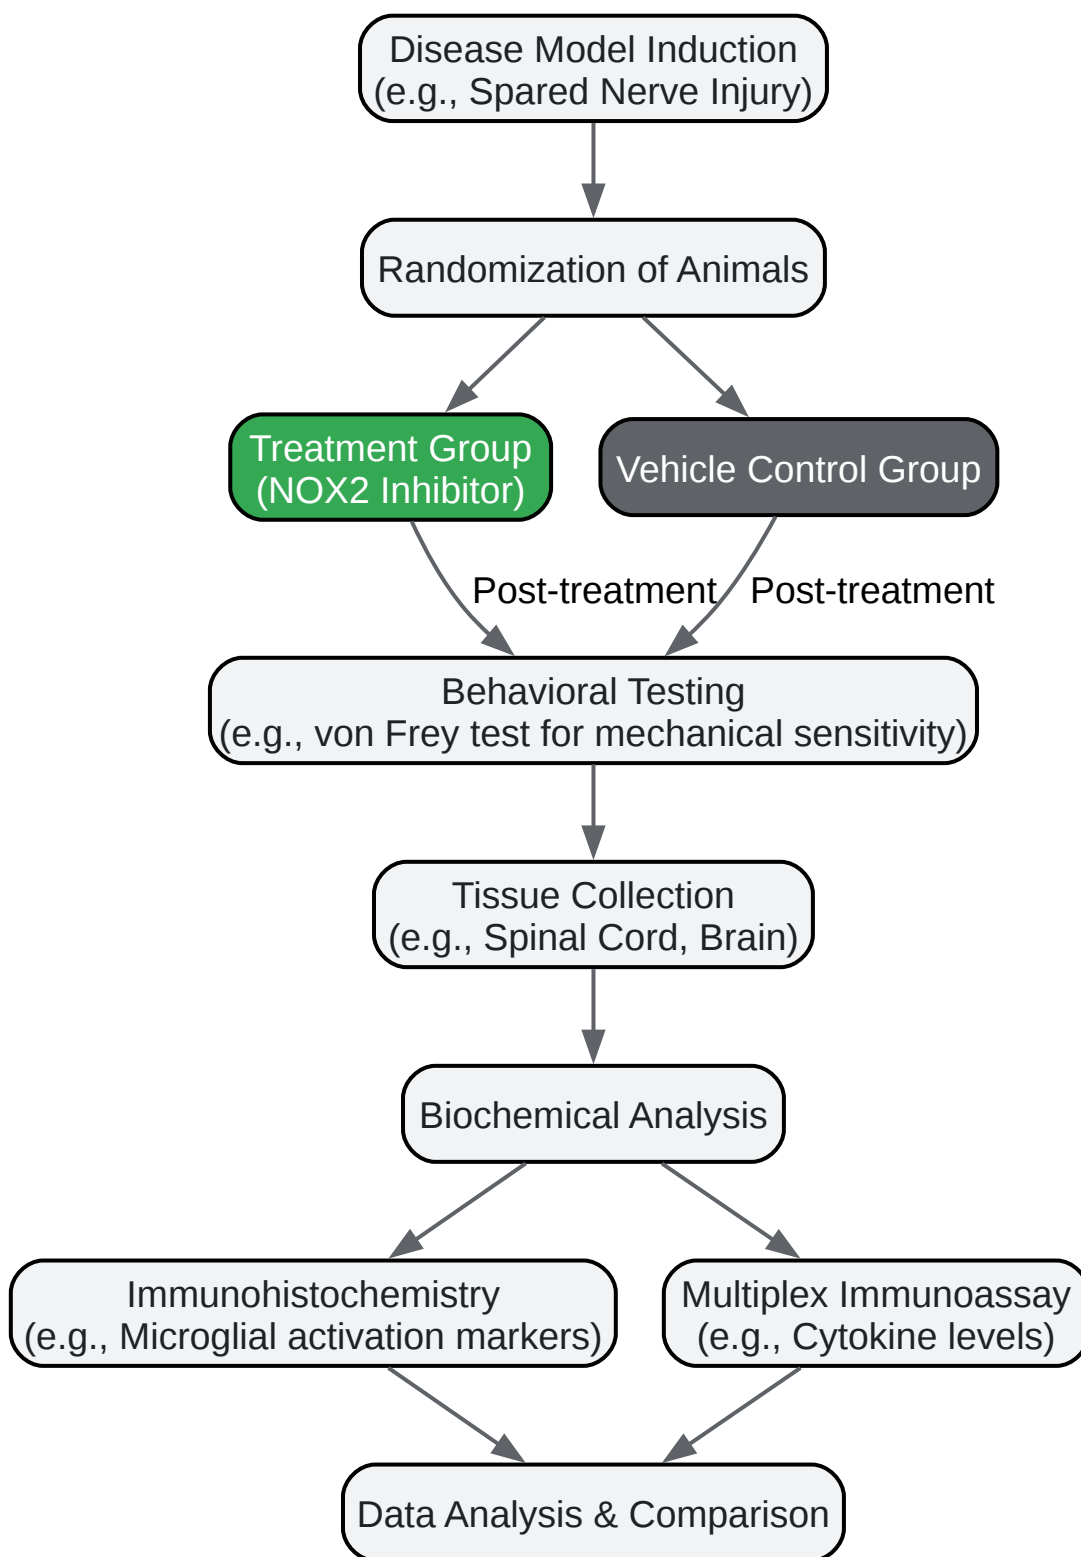 Disease Model Induction
(e.g., Spared Nerve Injury)
Randomization of Animals
Treatment Group
(NOX2 Inhibitor)
Vehicle Control Group
Post-treatment
Post-treatment
Behavioral Testing
(e.g., von Frey test for mechanical sensitivity)
Tissue Collection
(e.g., Spinal Cord, Brain)
Biochemical Analysis
Immunohistochemistry
(e.g., Microglial activation markers)
Multiplex Immunoassay
(e.g., Cytokine levels)
Data Analysis & Comparison